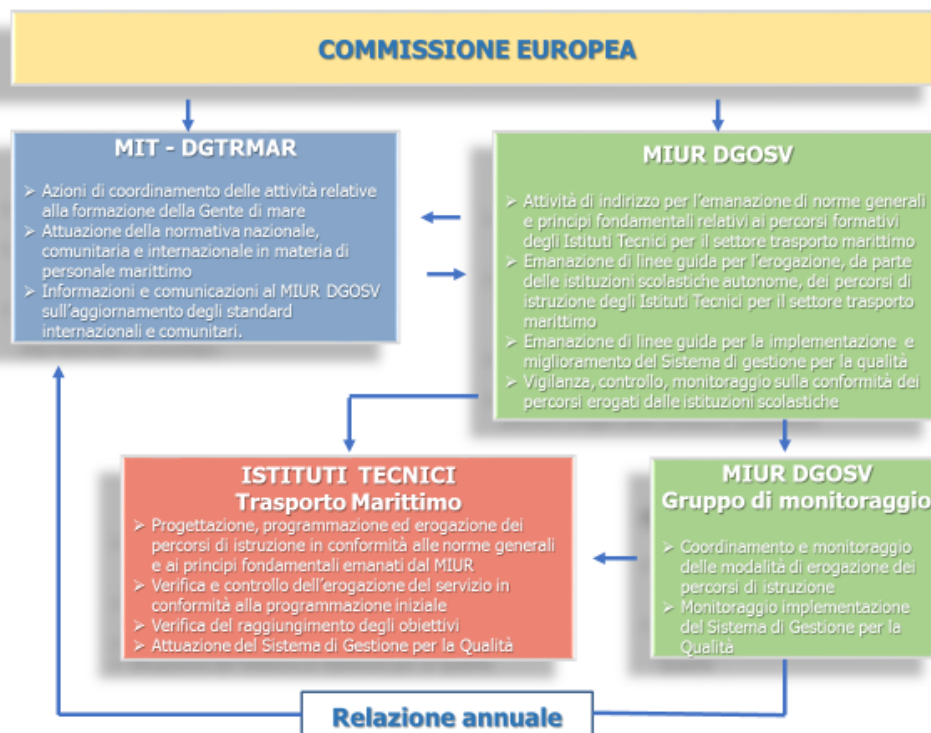 COMMISSIONE EUROPEA
MIT - DGTRMAR
➢ Azioni di coordinamento delle attività relative
alla formazione della Gente di mare
➢ Attuazione della normativa nazionale,
comunitaria e internazionale in materia di
personale marittimo
➢ Informazioni e comunicazioni al MIUR DGOSV
sull'aggiornamento degli standard
internazionali e comunitari.
MIUR DGOSV
➢ Attività di indirizzo per l'emanazione di norme generali
e principi fondamentali relativi ai percorsi formativi
degli Istituti Tecnici per il settore trasporto marittimo
➢ Emanazione di linee guida per l'erogazione, da parte
delle istituzioni scolastiche autonome, dei percorsi di
istruzione degli Istituti Tecnici per il settore trasporto
marittimo
➢ Emanazione di linee guida per la implementazione e
miglioramento del Sistema di gestione per la qualità
➢ Vigilanza, controllo, monitoraggio sulla conformità dei
percorsi erogati dalle istituzioni scolastiche
ISTITUTI TECNICI
Trasporto Marittimo
➢ Progettazione, programmazione ed erogazione dei
percorsi di istruzione in conformità alle norme generali
e ai principi fondamentali emanati dal MIUR
➢ Verifica e controllo dell'erogazione del servizio in
conformità alla programmazione iniziale
➢ Verifica del raggiungimento degli obiettivi
➢ Attuazione del Sistema di Gestione per la Qualità
MIUR DGOSV
Gruppo di monitoraggio
➢ Coordinamento e monitoraggio
delle modalità di erogazione dei
percorsi di istruzione
➢ Monitoraggio implementazione
del Sistema di Gestione per la
Qualità
Relazione annuale